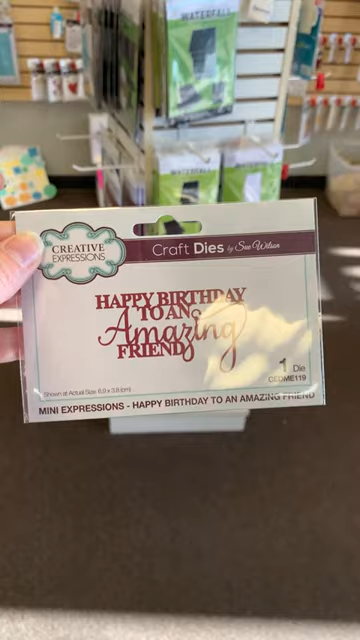 WATERFALL
WATERFALL
CREATIVE
EXPRESSIONS
Craft Dies by Sue Wilson
HAPPY BIRTHDAY
TO AN
Amazing
FRIEND
Shown at Actual Size 6.9 x 3.8 (cm)
1 Die
CEDME119
MINI EXPRESSIONS - HAPPY BIRTHDAY TO AN AMAZING FRIEND